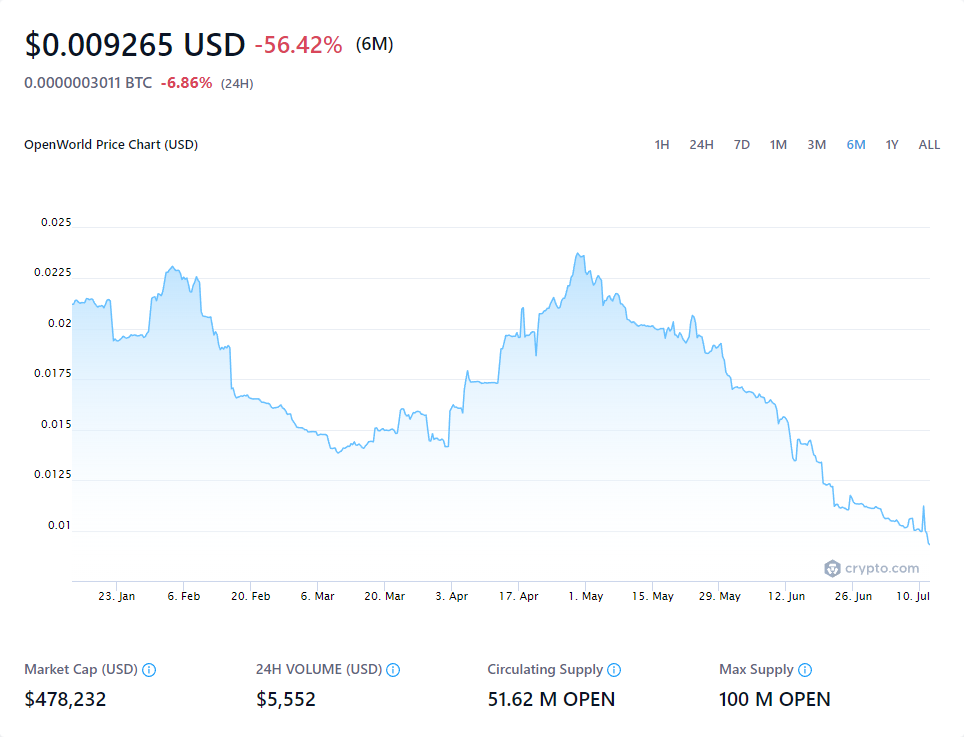 $0.009265 USD -56.42% (6M)
0.0000003011 BTC -6.86% (24H)
OpenWorld Price Chart (USD) 1H 24H 7D 1M 3M 6M 1Y ALL
0.025
0.0225
0.02
0.0175
0.015
0.0125
0.01
crypto.com
23. Jan 6. Feb 20. Feb 6. Mar 20. Mar 3. Apr 17. Apr 1. May 15. May 29. May 12. Jun 26. Jun 10. Jul
Market Cap (USD) 24H VOLUME (USD) Circulating Supply Max Supply
$478,232 $5,552 51.62 M OPEN 100 M OPEN